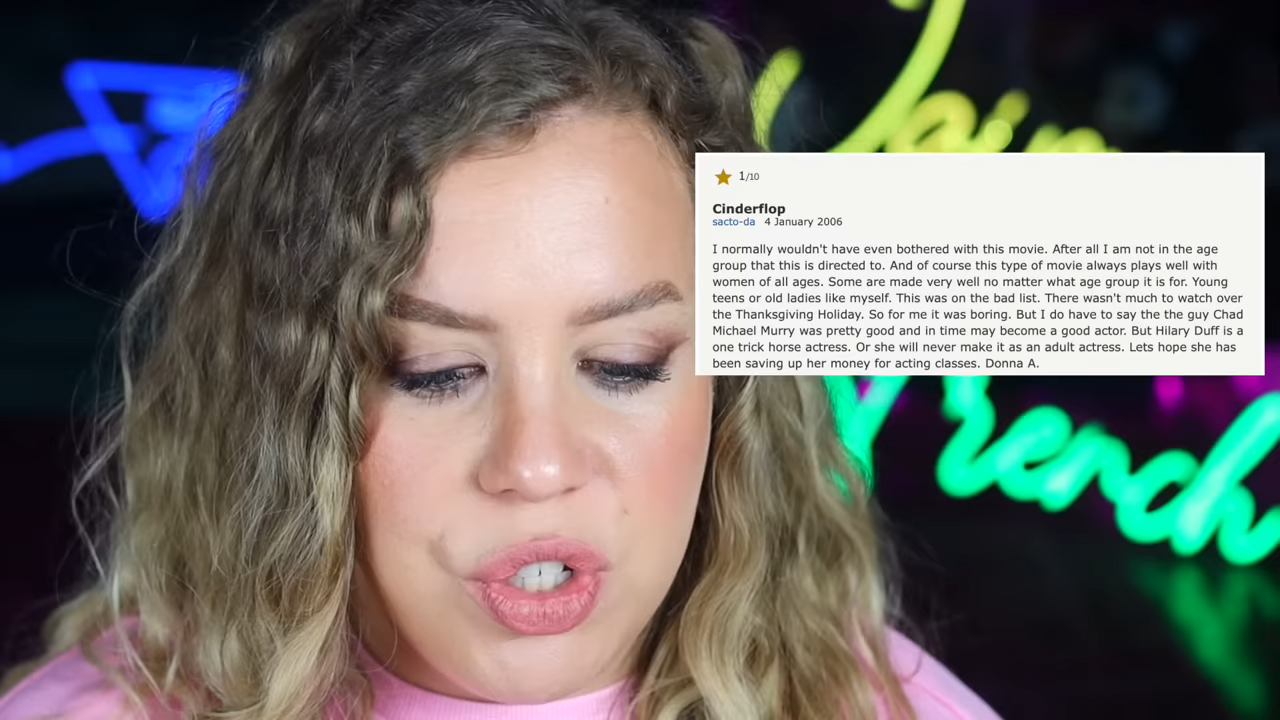 1/10
Cinderflop
sacto-da 4 January 2006
I normally wouldn't have even bothered with this movie. After all I am not in the age
group that this is directed to. And of course this type of movie always plays well with
women of all ages. Some are made very well no matter what age group it is for. Young
teens or old ladies like myself. This was on the bad list. There wasn't much to watch over
the Thanksgiving Holiday. So for me it was boring. But I do have to say the the guy Chad
Michael Murry was pretty good and in time may become a good actor. But Hilary Duff is a
one trick horse actress. Or she will never make it as an adult actress. Lets hope she has
been saving up her money for acting classes. Donna A.
french